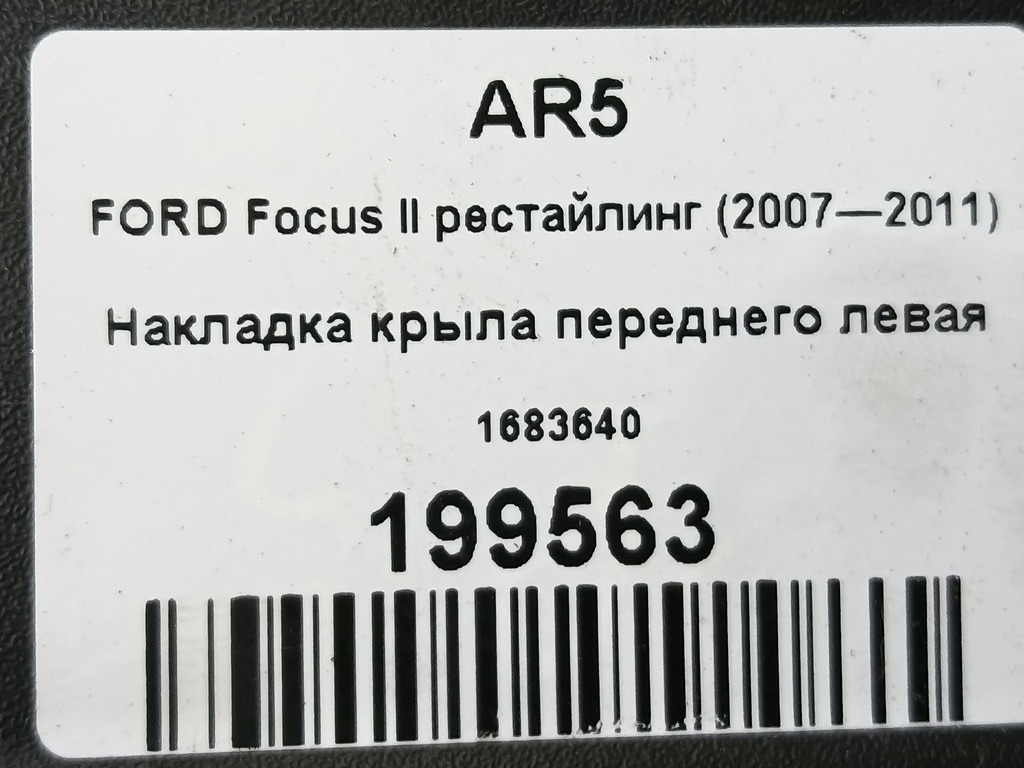 AR5
FORD Focus II рестайлинг (2007—2011)
Накладка крыла переднего левая
1683640
199563